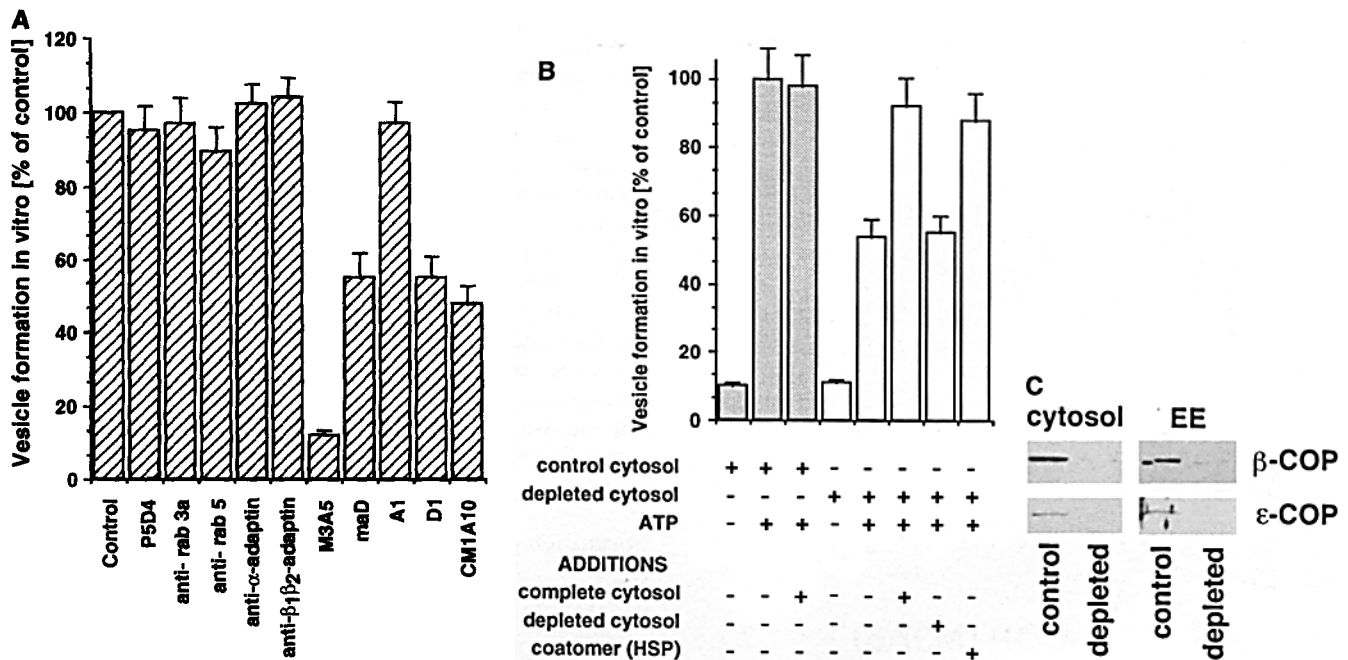 A
Vesicle formation in vitro [% of control]
120
100
80
60
40
20
0
Control
P5D4
anti- rab 3a
anti- rab 5
anti-α-adaptin
anti-β1β2-adaptin
M3A5
maD
A1
D1
CM1A10
B
Vesicle formation in vitro [% of control]
100
80
60
40
20
0
control cytosol + + + - - - - -
depleted cytosol - - - + + + + +
ATP - + + - + + + +
ADDITIONS
complete cytosol - - + - - + - -
depleted cytosol - - - - - - + -
coatomer (HSP) - - - - - - - +
C
cytosol EE
β-COP
ε-COP
control
depleted
control
depleted